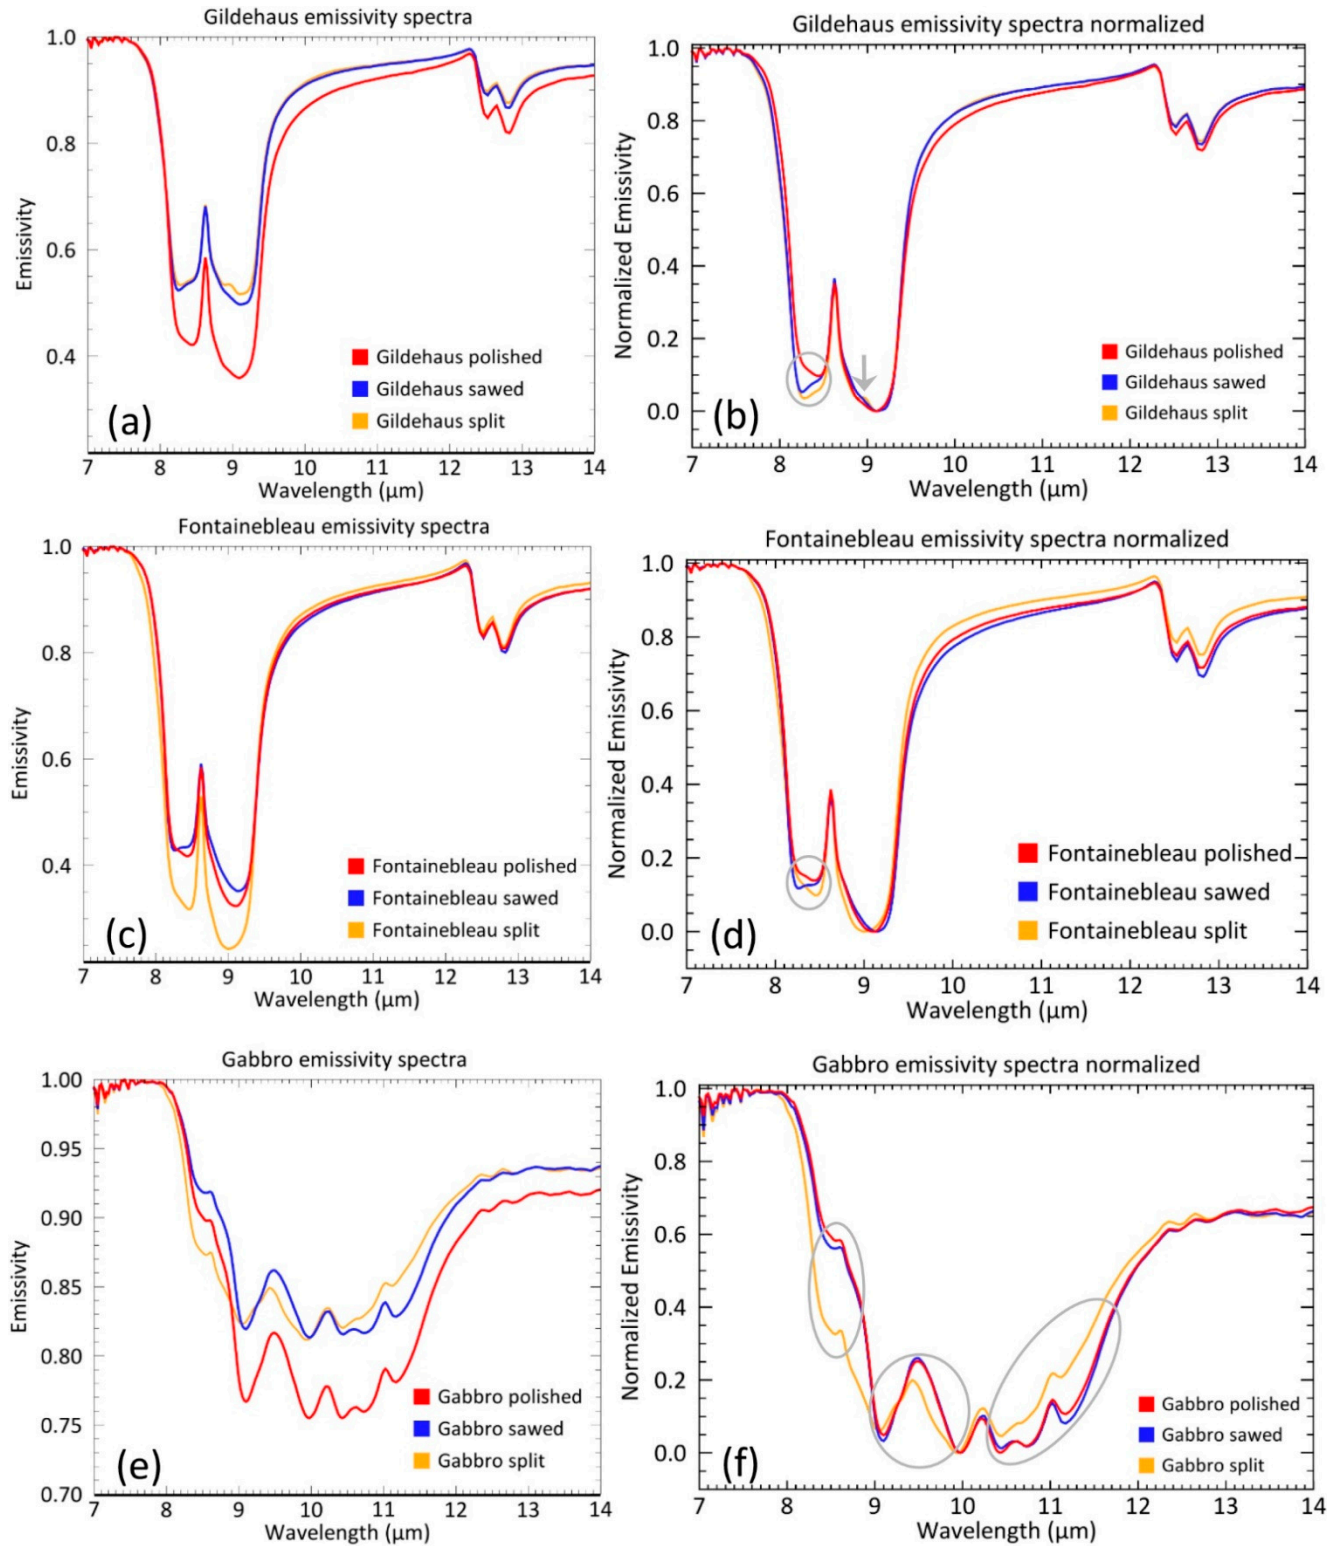 Gildehaus emissivity spectra
1.0
0.8
0.6
0.4
Emissivity
Gildehaus polished
Gildehaus sawed
Gildehaus split
(a)
7 8 9 10 11 12 13 14
Wavelength (μm)
Gildehaus emissivity spectra normalized
1.0
0.8
0.6
0.4
0.2
0.0
Normalized Emissivity
Gildehaus polished
Gildehaus sawed
Gildehaus split
(b)
7 8 9 10 11 12 13 14
Wavelength (μm)
Fontainebleau emissivity spectra
1.0
0.8
0.6
0.4
Emissivity
Fontainebleau polished
Fontainebleau sawed
Fontainebleau split
(c)
7 8 9 10 11 12 13 14
Wavelength (μm)
Fontainebleau emissivity spectra normalized
1.0
0.8
0.6
0.4
0.2
0.0
Normalized Emissivity
Fontainebleau polished
Fontainebleau sawed
Fontainebleau split
(d)
7 8 9 10 11 12 13 14
Wavelength (μm)
Gabbro emissivity spectra
1.00
0.95
0.90
0.85
0.80
0.75
0.70
Emissivity
Gabbro polished
Gabbro sawed
Gabbro split
(e)
7 8 9 10 11 12 13 14
Wavelength (μm)
Gabbro emissivity spectra normalized
1.0
0.8
0.6
0.4
0.2
0.0
Normalized Emissivity
Gabbro polished
Gabbro sawed
Gabbro split
(f)
7 8 9 10 11 12 13 14
Wavelength (μm)